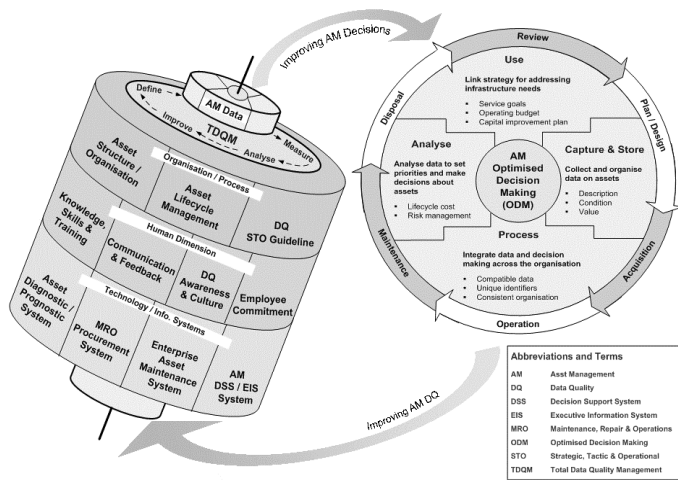 Improving AM Decisions
Define
AM Data
Improve
TDQM
Measure
Analyse
Organisation / Process
Asset
Structure /
Organisation
Asset
Lifecycle
Management
DQ
STO Guideline
Human Dimension
Knowledge,
Skills &
Training
Communication
& Feedback
DQ
Awareness
& Culture
Employee
Commitment
Technology / Info. Systems
Asset
Diagnostic /
Prognostic
System
MRO
Procurement
System
Enterprise
Asset
Maintenance
System
AM
DSS / EIS
System
Review
Plan / Design
Acquisition
Operation
Maintenance
Disposal
Use
Link strategy for addressing
infrastructure needs
• Service goals
• Operating budget
• Capital improvement plan
Analyse
Analyse data to set
priorities and make
decisions about
assets
• Lifecycle cost
• Risk management
AM
Optimised
Decision
Making
(ODM)
Capture & Store
Collect and organise
data on assets
• Description
• Condition
• Value
Process
Integrate data and decision
making across the organisation
• Compatible data
• Unique identifiers
• Consistent organisation
Improving AM DQ
Abbreviations and Terms
AM Asst Management
DQ Data Quality
DSS Decision Support System
EIS Executive Information System
MRO Maintenance, Repair & Operations
ODM Optimised Decision Making
STO Strategic, Tactic & Operational
TDQM Total Data Quality Management